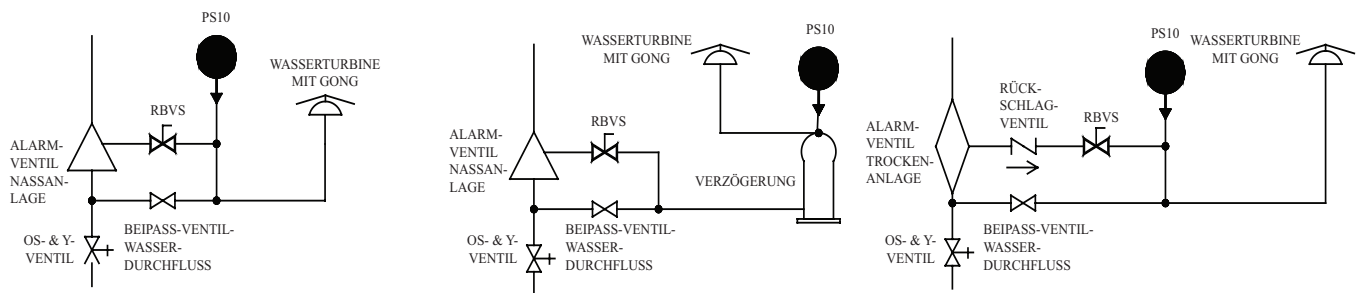 PS10
WASSERTURBINE
MIT GONG
RBVS
ALARM-
VENTIL
NASSAN-
LAGE
OS- & Y-
VENTIL
BEIPASS-VENTIL-
WASSER-
DURCHFLUSS
WASSERTURBINE
MIT GONG
PS10
RBVS
ALARM-
VENTIL
NASSAN-
LAGE
VERZÖGERUNG
OS- & Y-
VENTIL
BEIPASS-VENTIL-
WASSER-
DURCHFLUSS
PS10
WASSERTURBINE
MIT GONG
RÜCK-
SCHLAG-
VENTIL
RBVS
ALARM-
VENTIL
TROCKEN-
ANLAGE
OS- & Y-
VENTIL
BEIPASS-VENTIL-
WASSER-
DURCHFLUSS